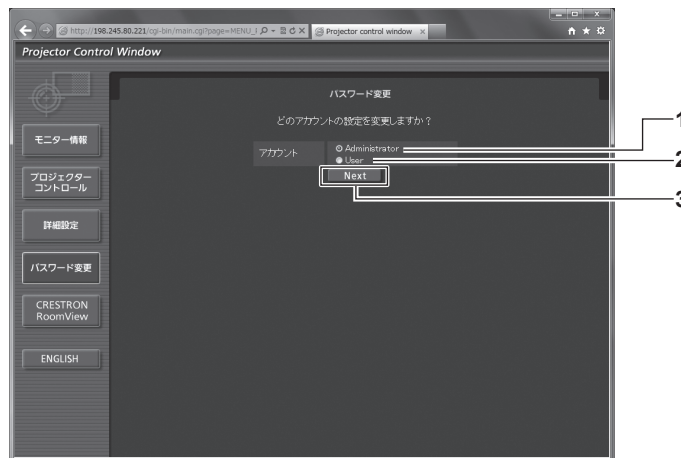 http://198.245.80.221/cgi-bin/main.cgi?page=MENU_
Projector control window
Projector Control Window
パスワード変更
どのアカウントの設定を変更しますか？
アカウント
Administrator
User
Next
モニター情報
プロジェクター
コントロール
詳細設定
パスワード変更
CRESTRON
RoomView
ENGLISH
1
2
3